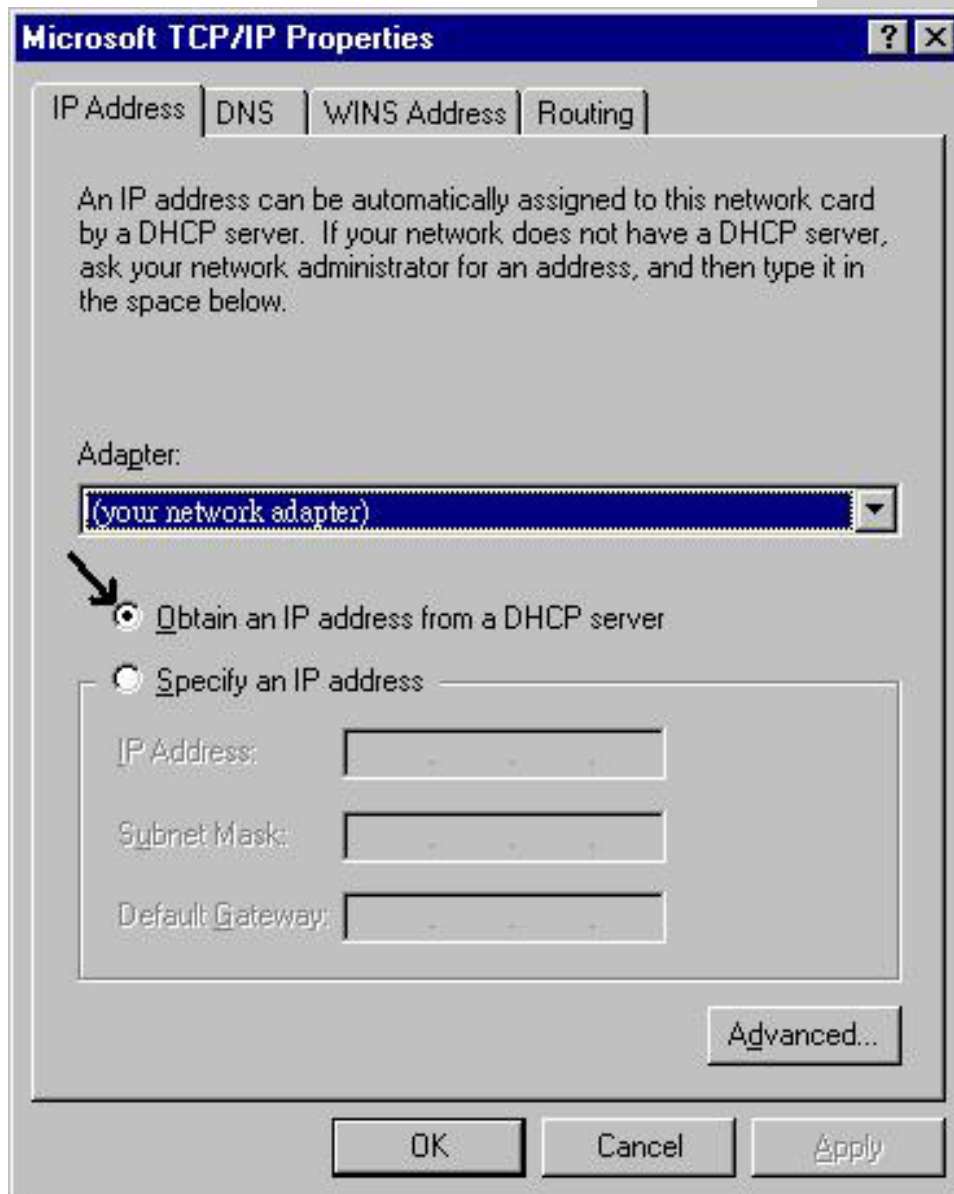 Microsoft TCP/IP Properties
IP Address
DNS
WINS Address
Routing
An IP address can be automatically assigned to this network card
by a DHCP server. If your network does not have a DHCP server,
ask your network administrator for an address, and then type it in
the space below.
Adapter:
(your network adapter)
Obtain an IP address from a DHCP server
Specify an IP address
IP Address:
Subnet Mask:
Default Gateway:
Advanced...
OK
Cancel
Apply